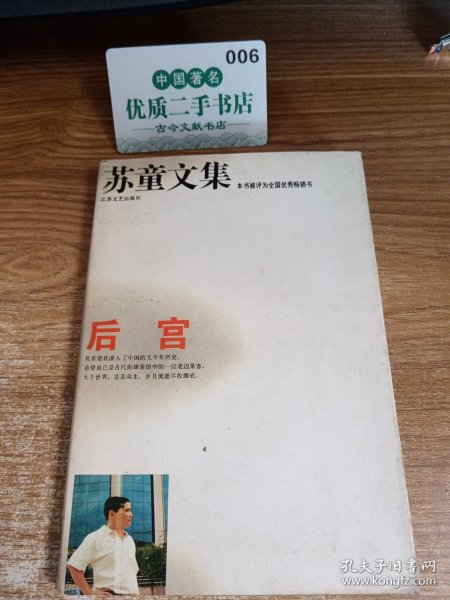 006
中国著名
优质二手书店
古今文献书店
苏童文集
本书被评为全国优秀畅销书
江苏文艺出版社
后宫
我希望我潜入了中国的几千年历史,
希望自己是古代街肆茶馆中的一位老迈茶客,
大千世界, 芸芸众生, 岁月流逝尽收眼底。
孔夫子旧书网
www.kongfz.com